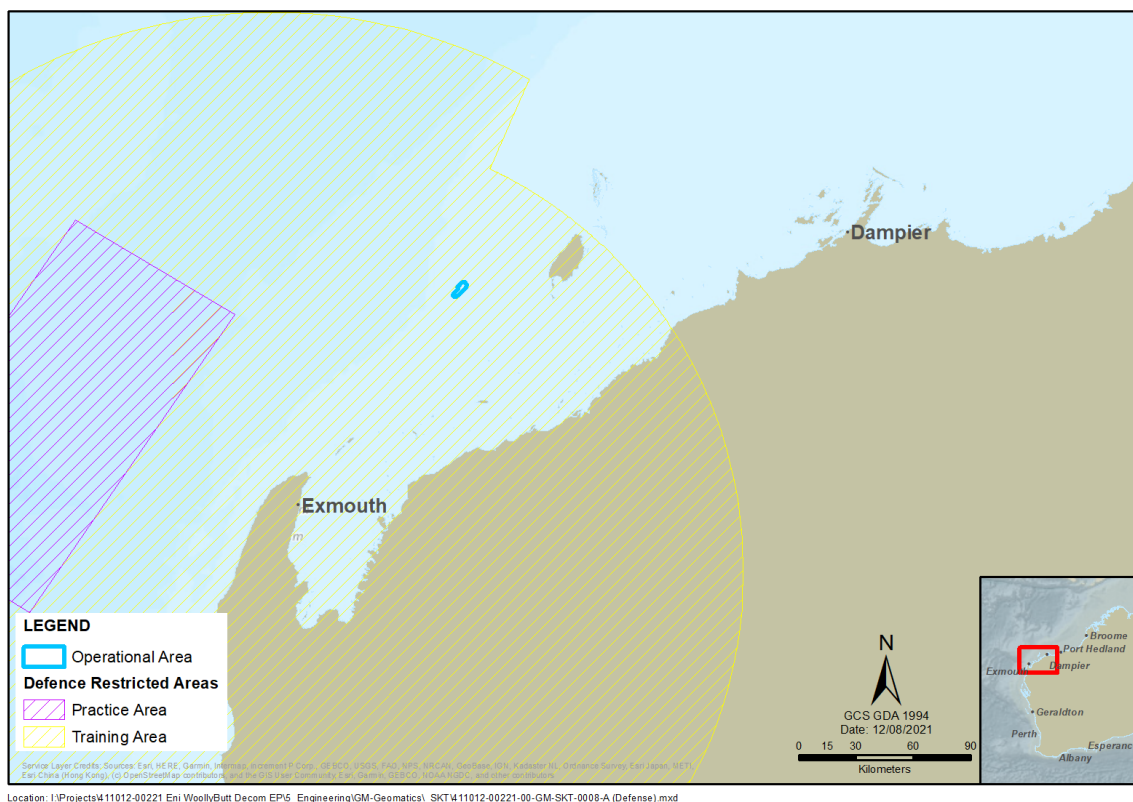 Dampier
Exmouth
m
LEGEND
Operational Area
Defence Restricted Areas
Practice Area
Training Area
N
GCS GDA 1994
Date: 12/08/2021
0 15 30 60 90
Kilometers
Broome
Port Hedland
Dampier
Exmouth
Geraldton
Perth
Esperanc
Albany
Service Layer Credits: Sources: Esri, HERE, Garmin, Intermap, increment P Corp., GEBCO, USGS, FAO, NPS, NRCAN, GeoBase, IGN, Kadaster NL, Ordnance Survey, Esri Japan, METI,
Esri China (Hong Kong), (c) OpenStreetMap contributors, and the GIS User Community, Esri, Garmin, GEBCO, NOAA NGDC, and other contributors
Location: I:\Projects\411012-00221 Eni WoollyButt Decom EP\5_Engineering\GM-Geomatics\_SKT\411012-00221-00-GM-SKT-0008-A (Defense).mxd